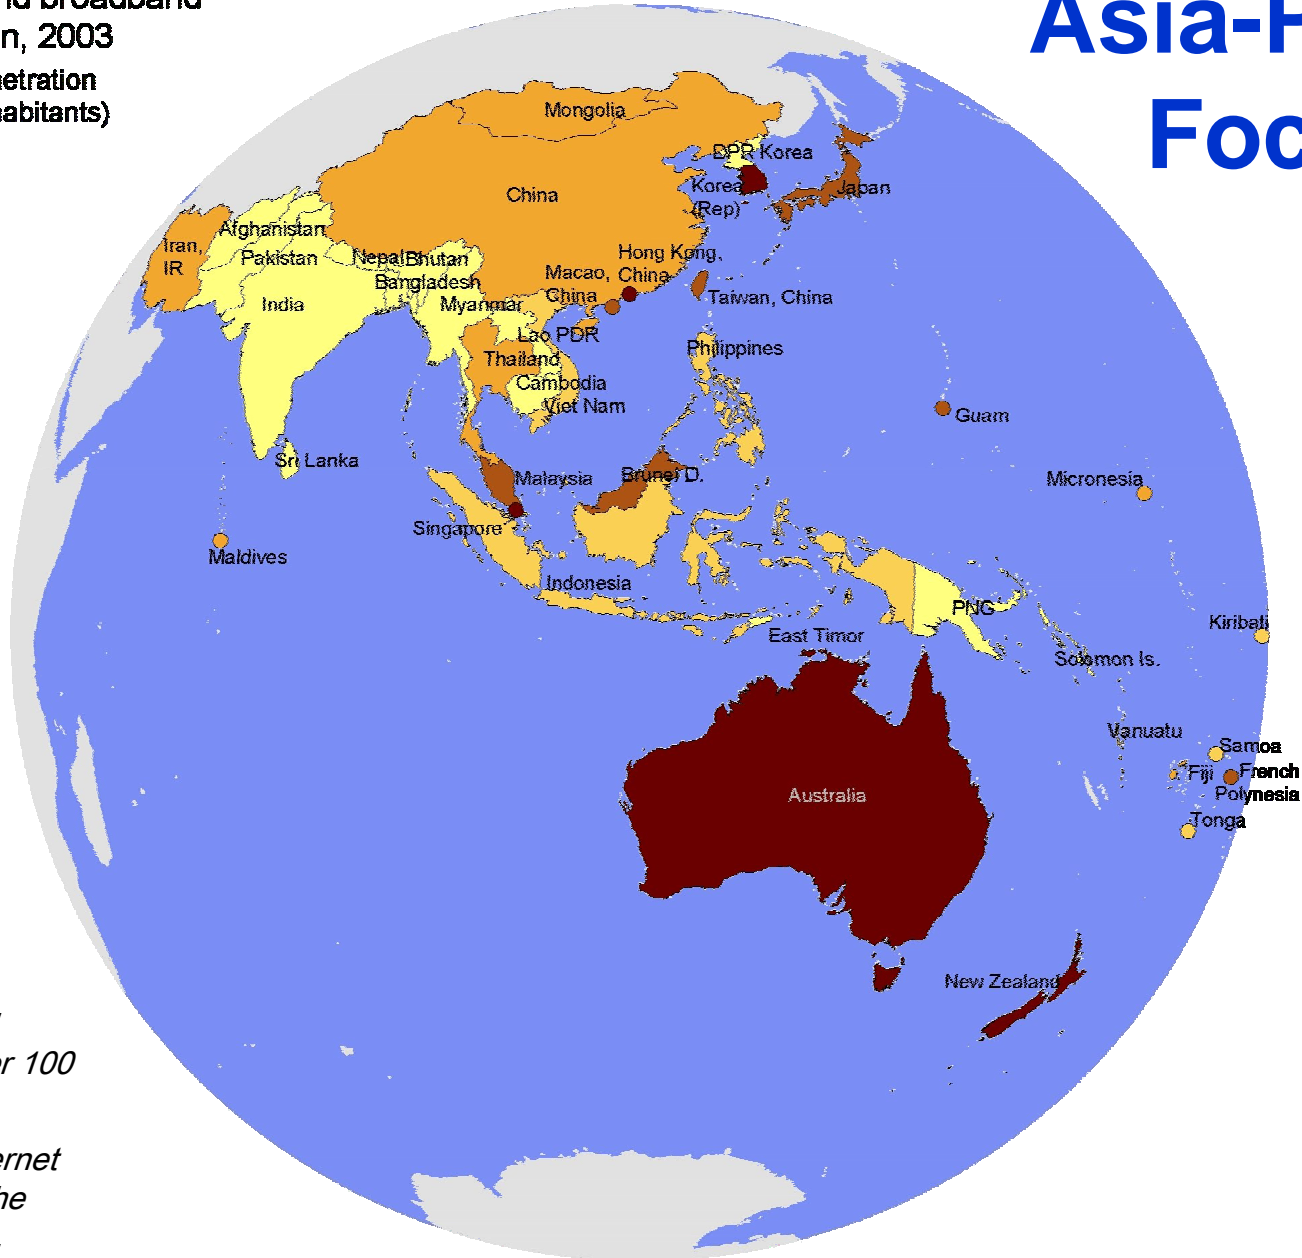 nd broadband
n, 2003
etration
abitants)
Asia-
Foc
Mongolia
DPR Korea
China
Korea
(Rep)
Japan
Afghanistan
Iran,
IR
Pakistan
Nepal
Bhutan
Hong Kong,
China
Macao,
China
Bangladesh
India
Myanmar
Taiwan, China
Lao PDR
Philippines
Thailand
Cambodia
Viet Nam
Guam
Sri Lanka
Malaysia
Brunei D.
Micronesia
Singapore
Maldives
Indonesia
PNG
Kiribati
East Timor
Solomon Is.
Vanuatu
Samoa
Fiji
French
Polynesia
Australia
Tonga
New Zealand
r 100
ernet
he